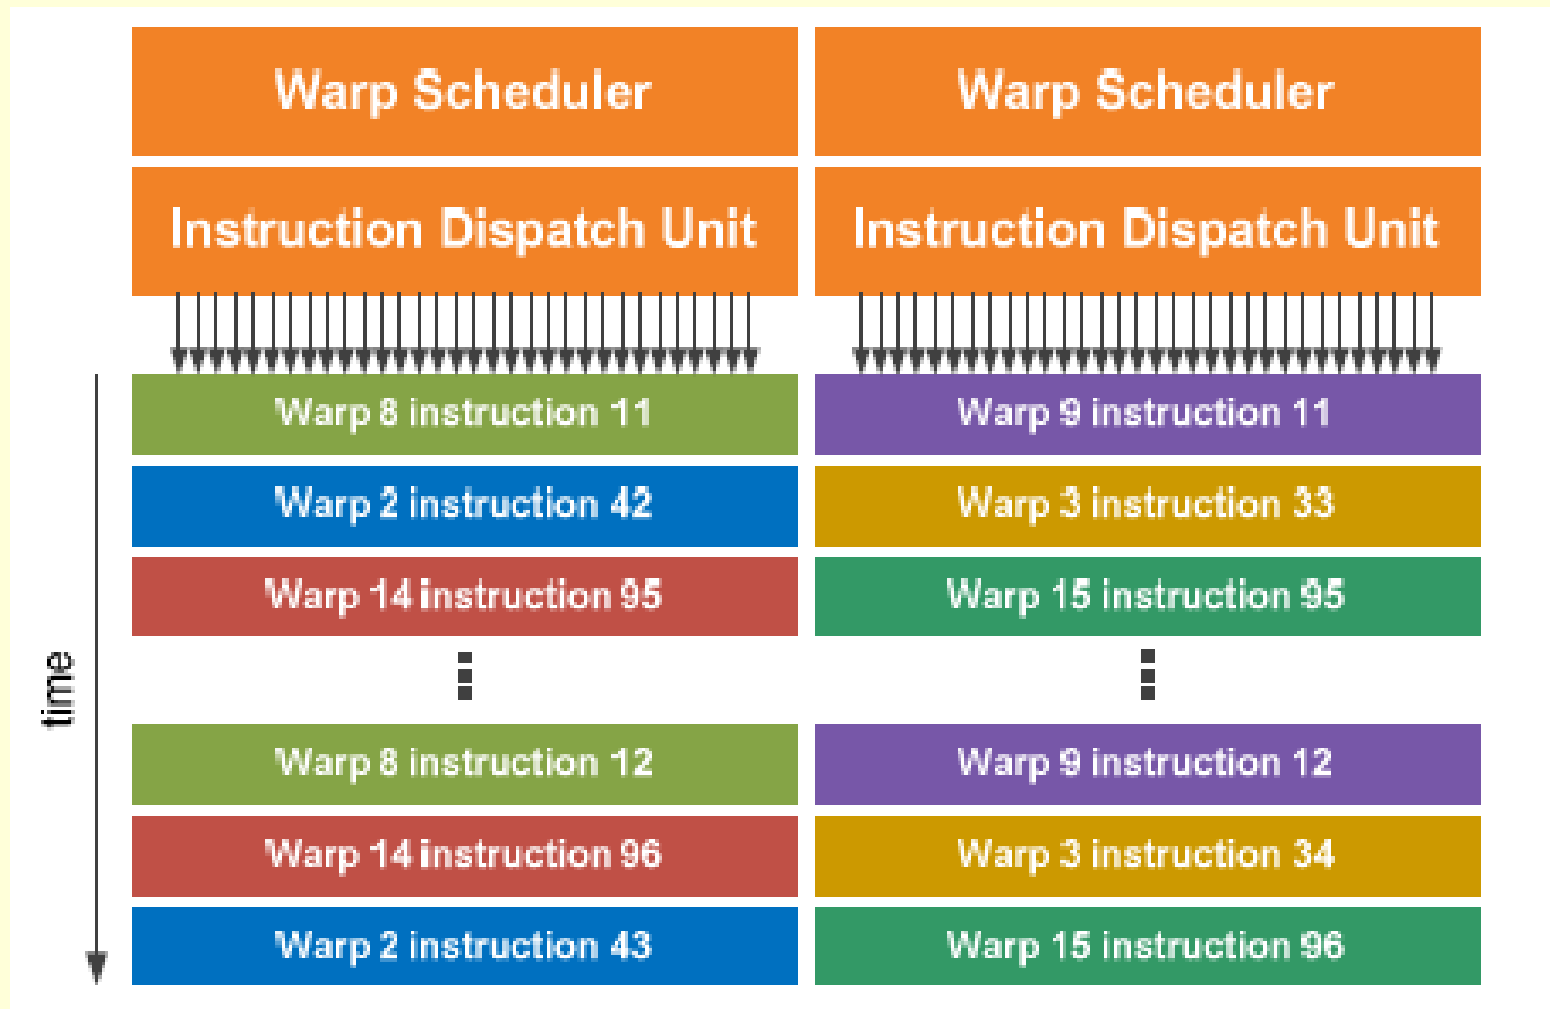 Warp Scheduler
Warp Scheduler
Instruction Dispatch Unit
Instruction Dispatch Unit
Warp 8 instruction 11
Warp 9 instruction 11
Warp 2 instruction 42
Warp 3 instruction 33
Warp 14 instruction 95
Warp 15 instruction 95
time
Warp 8 instruction 12
Warp 9 instruction 12
Warp 14 instruction 96
Warp 3 instruction 34
Warp 2 instruction 43
Warp 15 instruction 96